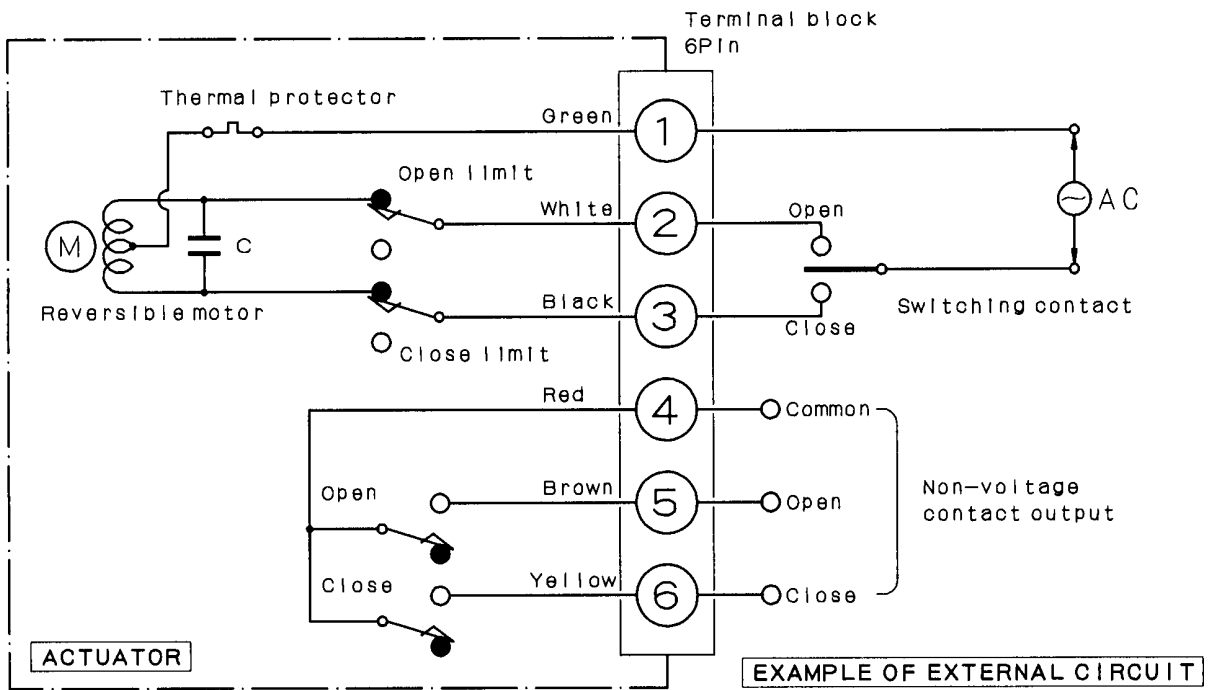 Terminal block
6Pin
Thermal protector
Green
1
Open limit
White
2
Open
AC
M
C
Reversible motor
Black
3
Switching contact
Close
Close limit
Red
4
Common
Open
Brown
5
Open
Non-voltage
contact output
Close
Yellow
6
Close
ACTUATOR
EXAMPLE OF EXTERNAL CIRCUIT